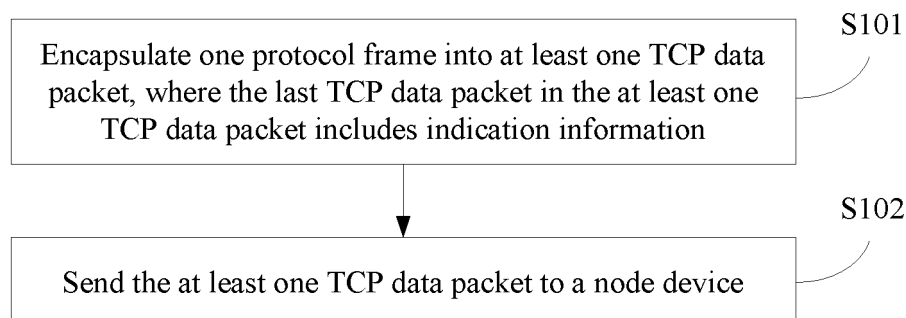 S101
Encapsulate one protocol frame into at least one TCP data
packet, where the last TCP data packet in the at least one
TCP data packet includes indication information
S102
Send the at least one TCP data packet to a node device